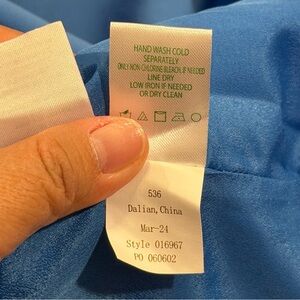 HAND WASH COLD
SEPARATELY
ONLY NON-CHLORINE BLEACH, IF NEEDED
LINE DRY
LOW IRON IF NEEDED
OR DRY CLEAN
536
Dalian, China
Mar-24
Style 016967
PO 060602